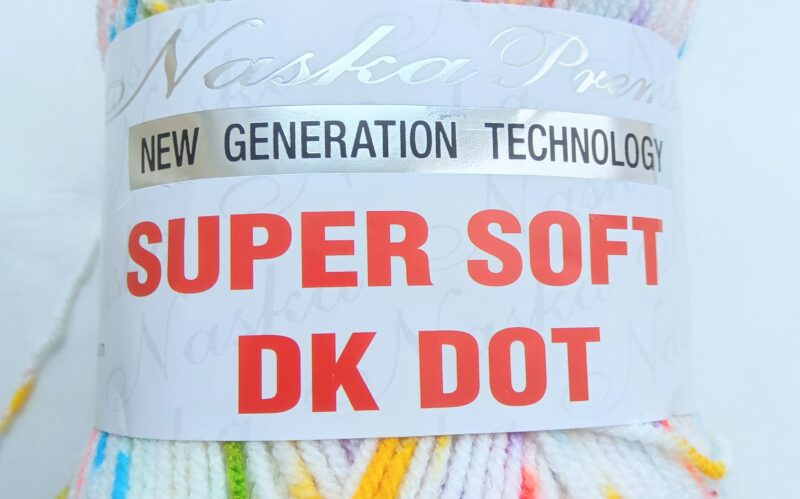 Naska Prem
NEW GENERATION TECHNOLOGY
SUPER SOFT
DK DOT